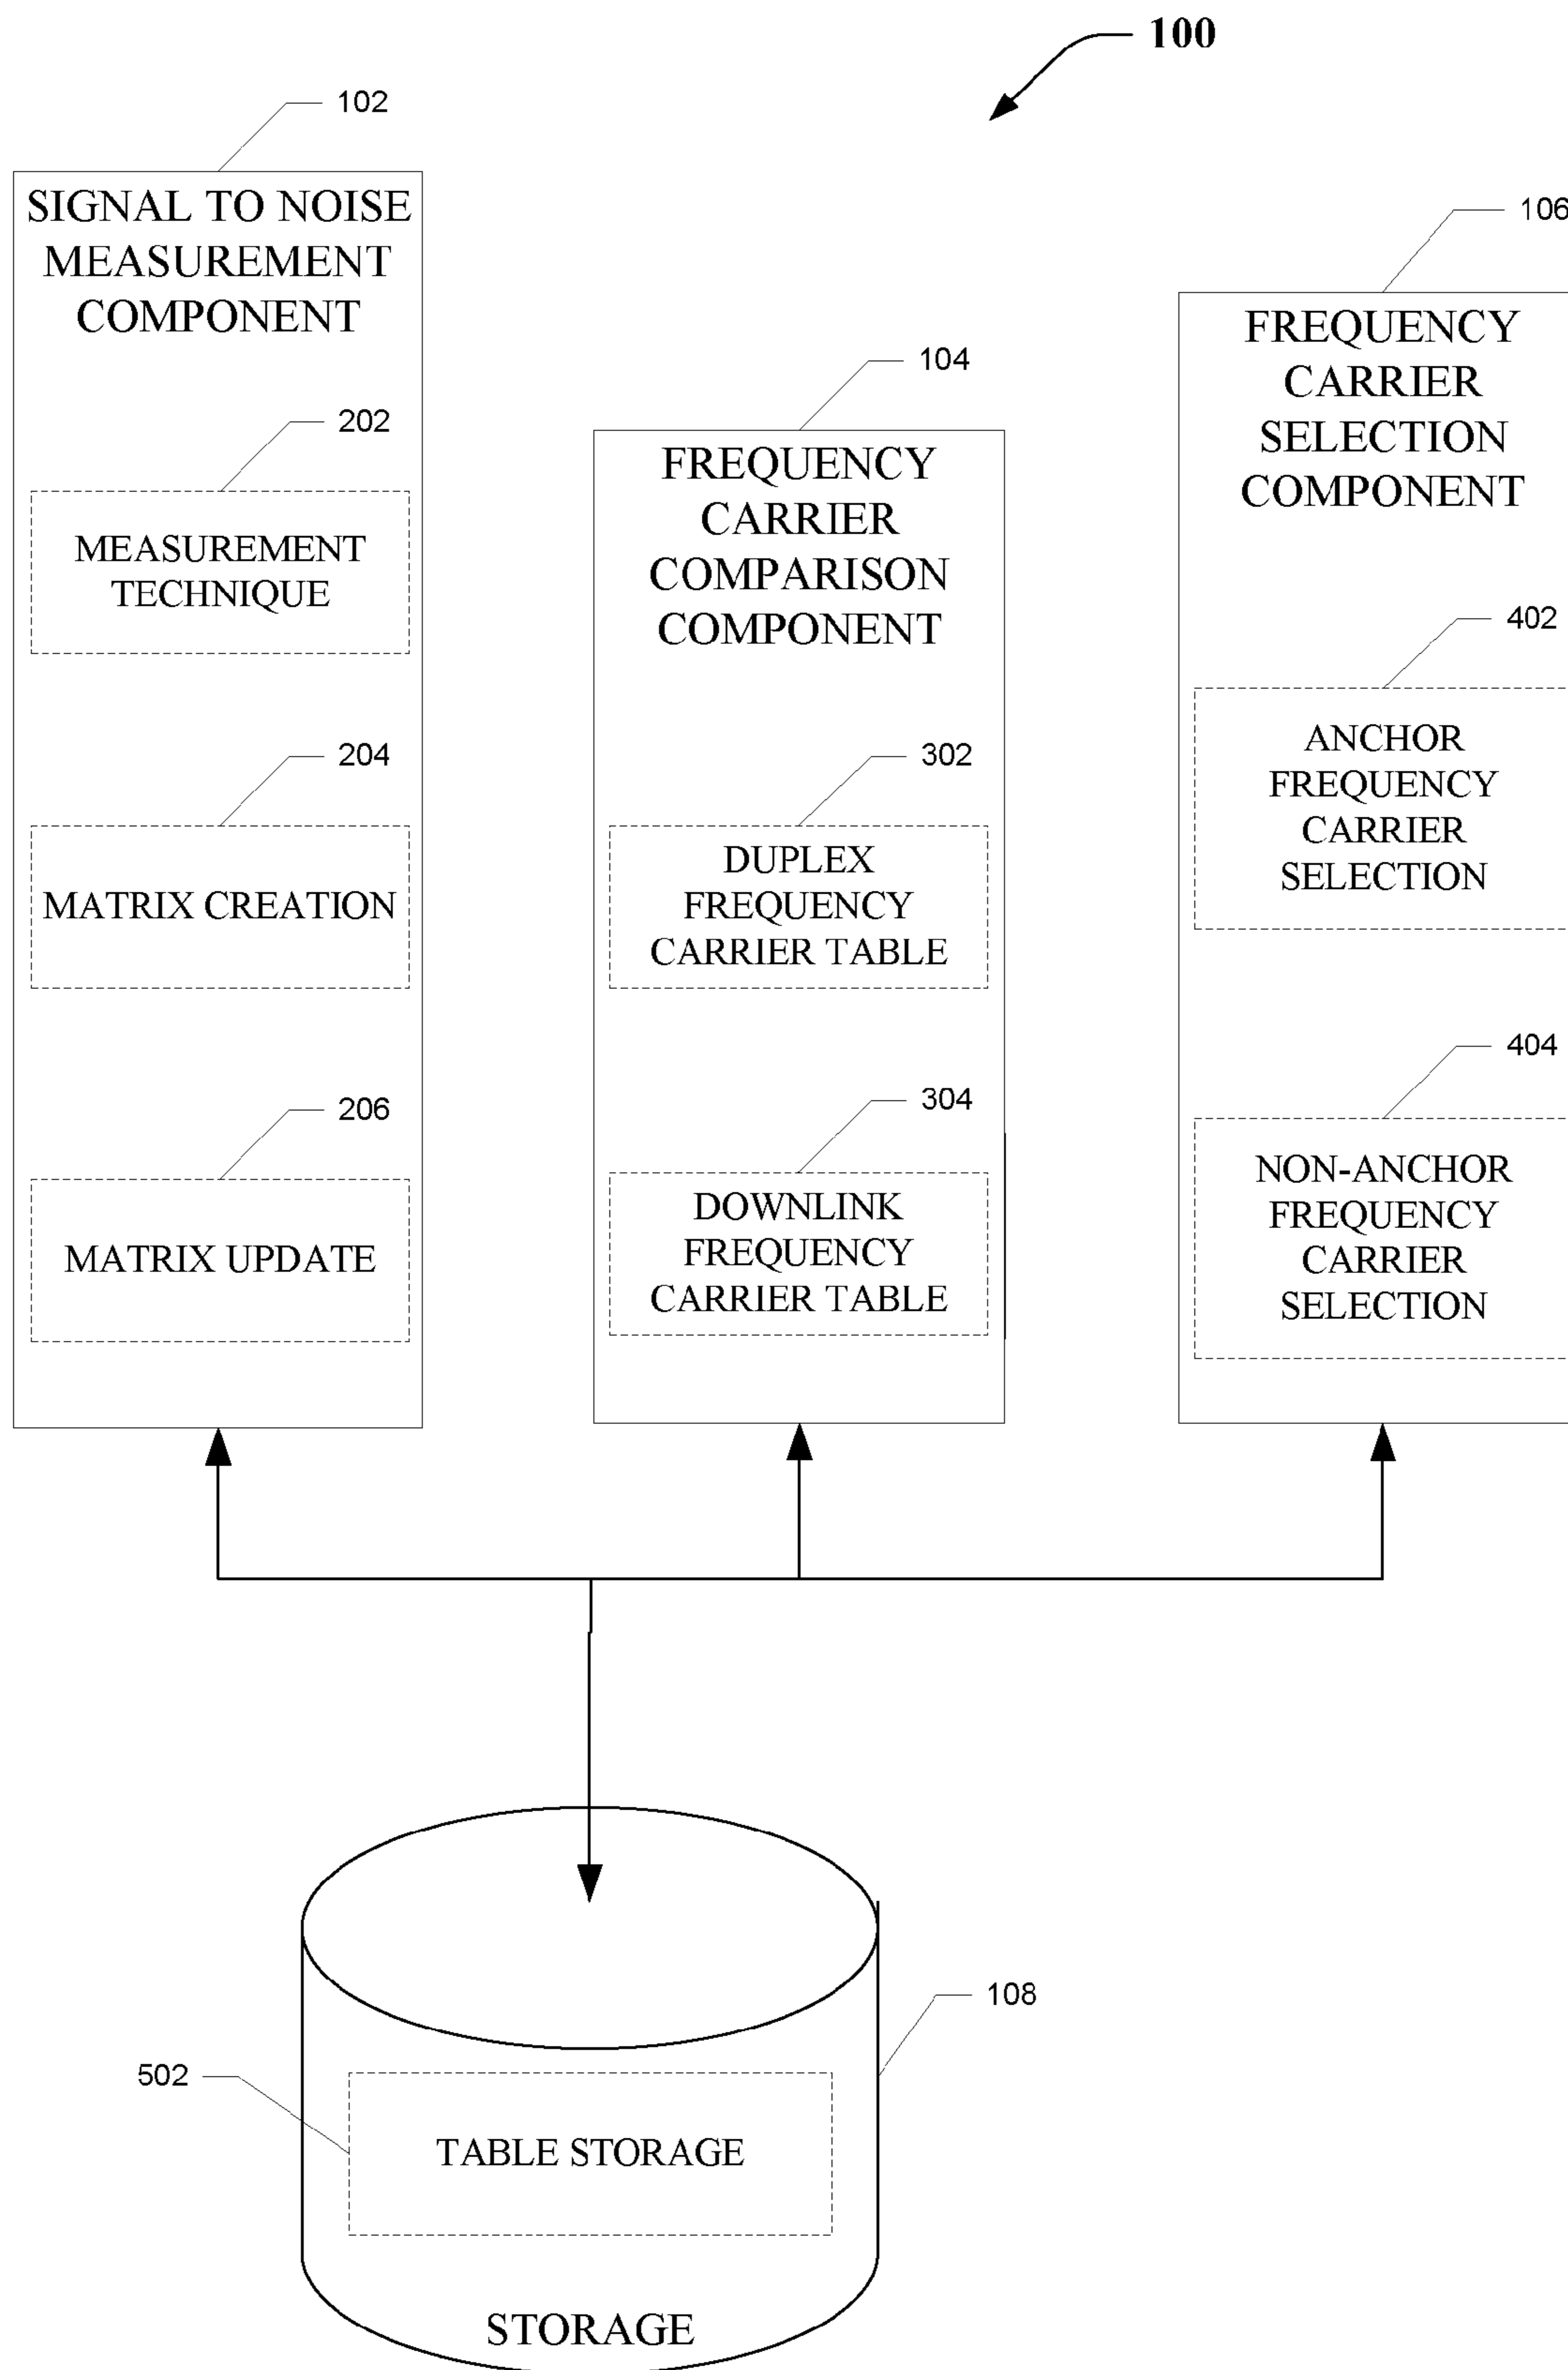 100
102
SIGNAL TO NOISE
MEASUREMENT
COMPONENT
202
MEASUREMENT
TECHNIQUE
204
MATRIX CREATION
206
MATRIX UPDATE
104
FREQUENCY
CARRIER
COMPARISON
COMPONENT
302
DUPLEX
FREQUENCY
CARRIER TABLE
304
DOWNLINK
FREQUENCY
CARRIER TABLE
106
FREQUENCY
CARRIER
SELECTION
COMPONENT
402
ANCHOR
FREQUENCY
CARRIER
SELECTION
404
NON-ANCHOR
FREQUENCY
CARRIER
SELECTION
108
502
TABLE STORAGE
STORAGE